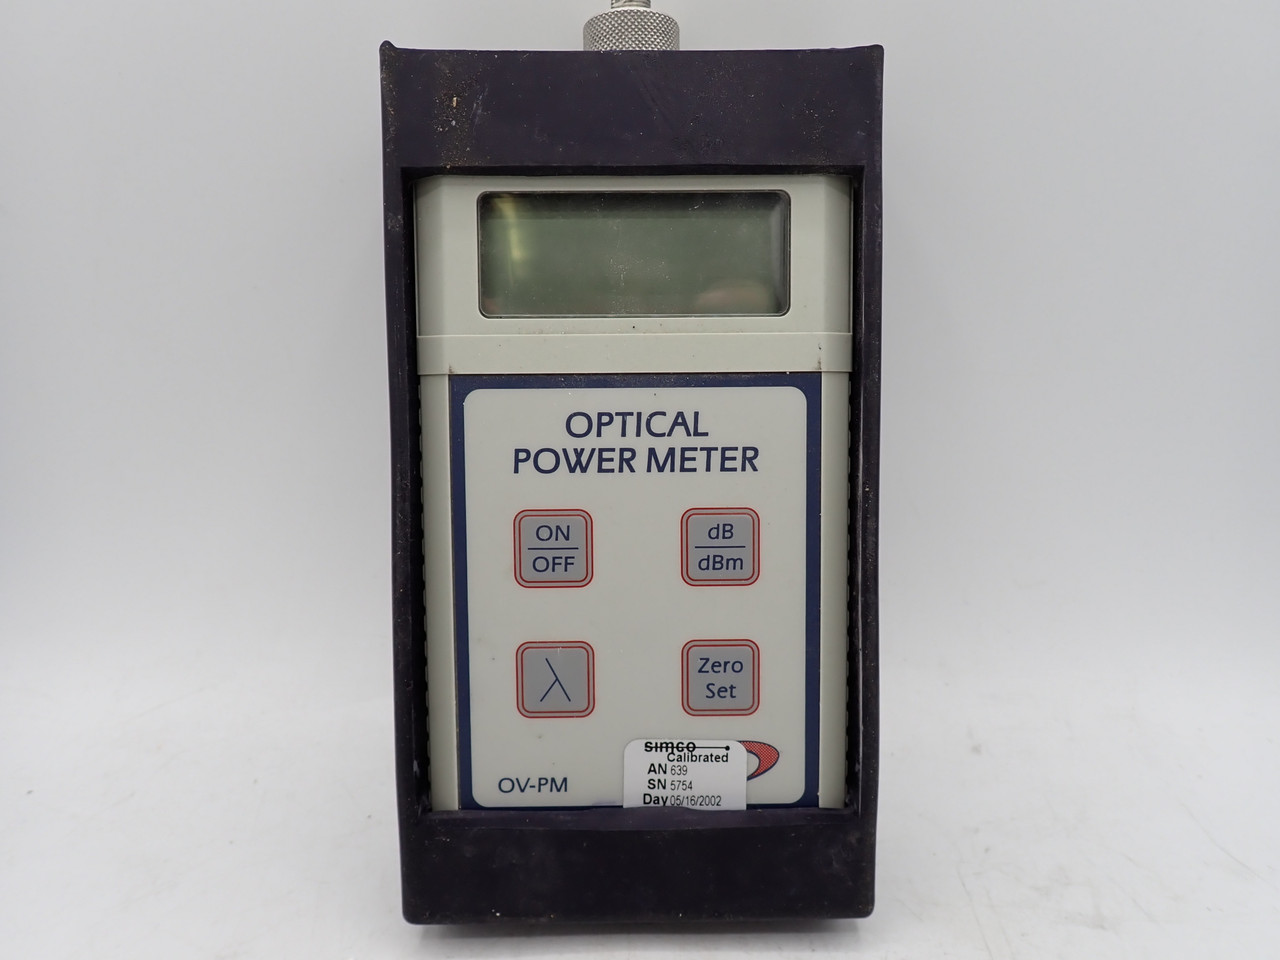 OPTICAL
POWER METER
ON
OFF
dB
dBm
λ
Zero
Set
OV-PM
simco
Calibrated
AN 639
SN 5754
Day 05/16/2002